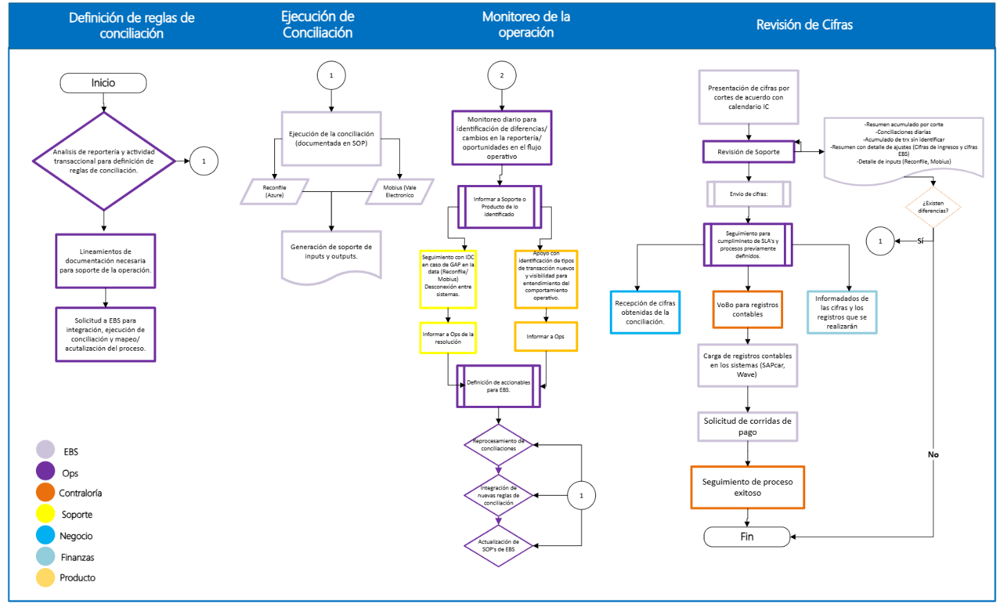 Definición de reglas de
conciliación
Ejecución de
Conciliación
Monitoreo de la
operación
Revisión de Cifras
Inicio
Analisis de reportería y actividad
transaccional para definición de
reglas de conciliación.
1
Lineamientos de
documentación necesaria
para soporte de la operación.
Solicitud a EBS para
integración, ejecución de
conciliación y mapeo/
acutalización del proceso.
EBS
Ops
Contraloría
Soporte
Negocio
Finanzas
Producto
1
Ejecución de la conciliación
(documentada en SOP)
Reconfile
(Azure)
Mobius (Vale
Electronico
Generación de soporte de
inputs y outputs.
2
Monitoreo diario para
identificación de diferencias/
cambios en la reportería/
oportunidades en el flujo
operativo
Informar a Soporte o
Producto de lo
identificado
Seguimiento con IDC
en caso de GAP en la
data (Reconfile/
Mobius)
Desconexión entre
sistemas.
Apoyo con
identificación de tipos
de transacción nuevos
y visibilidad para
entendimiento del
comportamiento
operativo.
Informar a Ops de la
resolución
Informar a Ops
Definición de accionables
para EBS.
Reprocesamiento de
conciliaciones
Integración de
nuevas reglas de
conciliación
1
Actualización de
SOP's de EBS
Presentación de cifras por
cortes de acuerdo con
calendario IC
Revisión de Soporte
-Resumen acumulado por corte
-Conciliaciones diarias
-Acumulado de trx sin identificar
-Resumen con detalle de ajustes (Cifras de ingresos y cifras
EBS)
-Detalle de inputs (Reconfile, Mobius)
Envio de cifras:
¿Existen
diferencias?
Seguimiento para
cumplimineto de SLA's y
procesos previamente
definidos.
1
Sí
Recepción de cifras
obtenidas de la
conciliación.
VoBo para registros
contables
Informadados de
las cifras y los
registros que se
realizarán
Carga de registros contables
en los sistemas (SAPcar,
Wave)
Solicitud de corridas de
pago
No
Seguimiento de proceso
exitoso
Fin